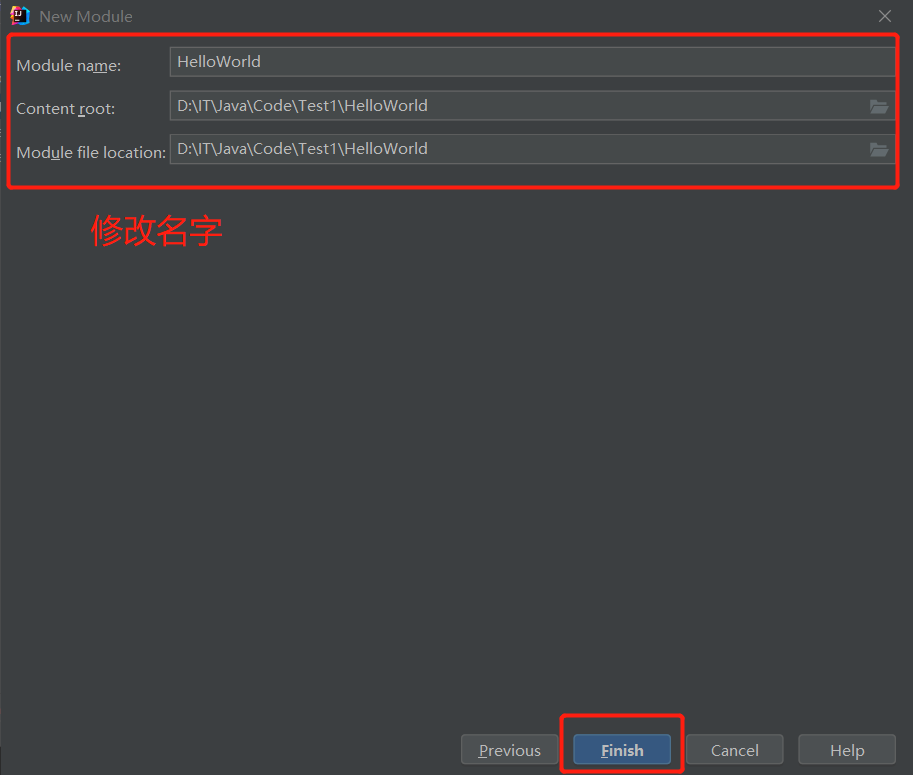 New Module
Module name: HelloWorld
Content root: D:\IT\Java\Code\Test1\HelloWorld
Module file location: D:\IT\Java\Code\Test1\HelloWorld
修改名字
Previous Finish Cancel Help